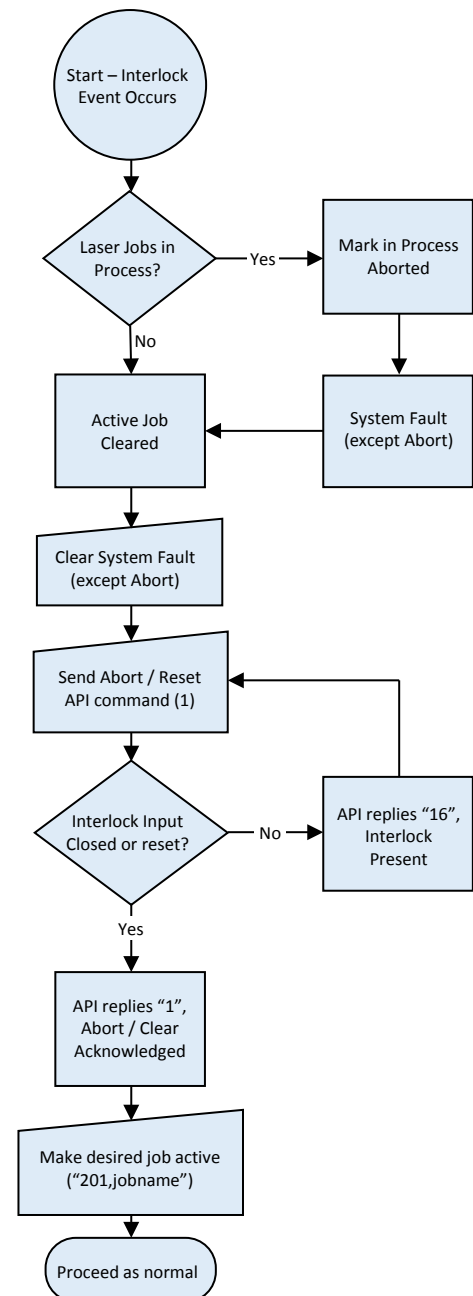 Start – Interlock
Event Occurs
Laser Jobs in
Process?
Yes
Mark in Process
Aborted
No
Active Job
Cleared
System Fault
(except Abort)
Clear System Fault
(except Abort)
Send Abort / Reset
API command (1)
Interlock Input
Closed or reset?
No
API replies “16”,
Interlock
Present
Yes
API replies “1”,
Abort / Clear
Acknowledged
Make desired job active
(“201,jobname”)
Proceed as normal